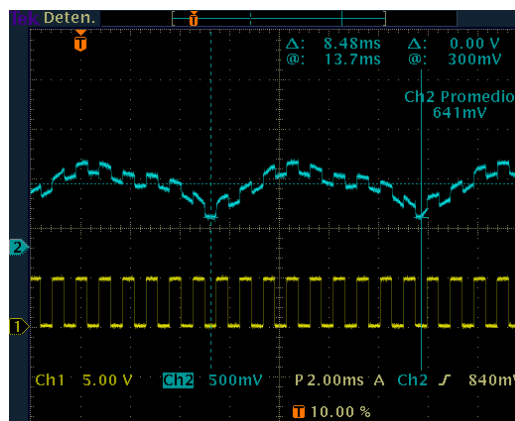 Tek Deten.
T
T
Δ: 8.48ms Δ: 0.00 V
@: 13.7ms @: 300mV
Ch2 Promedio
641mV
2
1
Ch1 5.00 V Ch2 500mV P 2.00ms A Ch2 ʃ 840mV
T 10.00 %